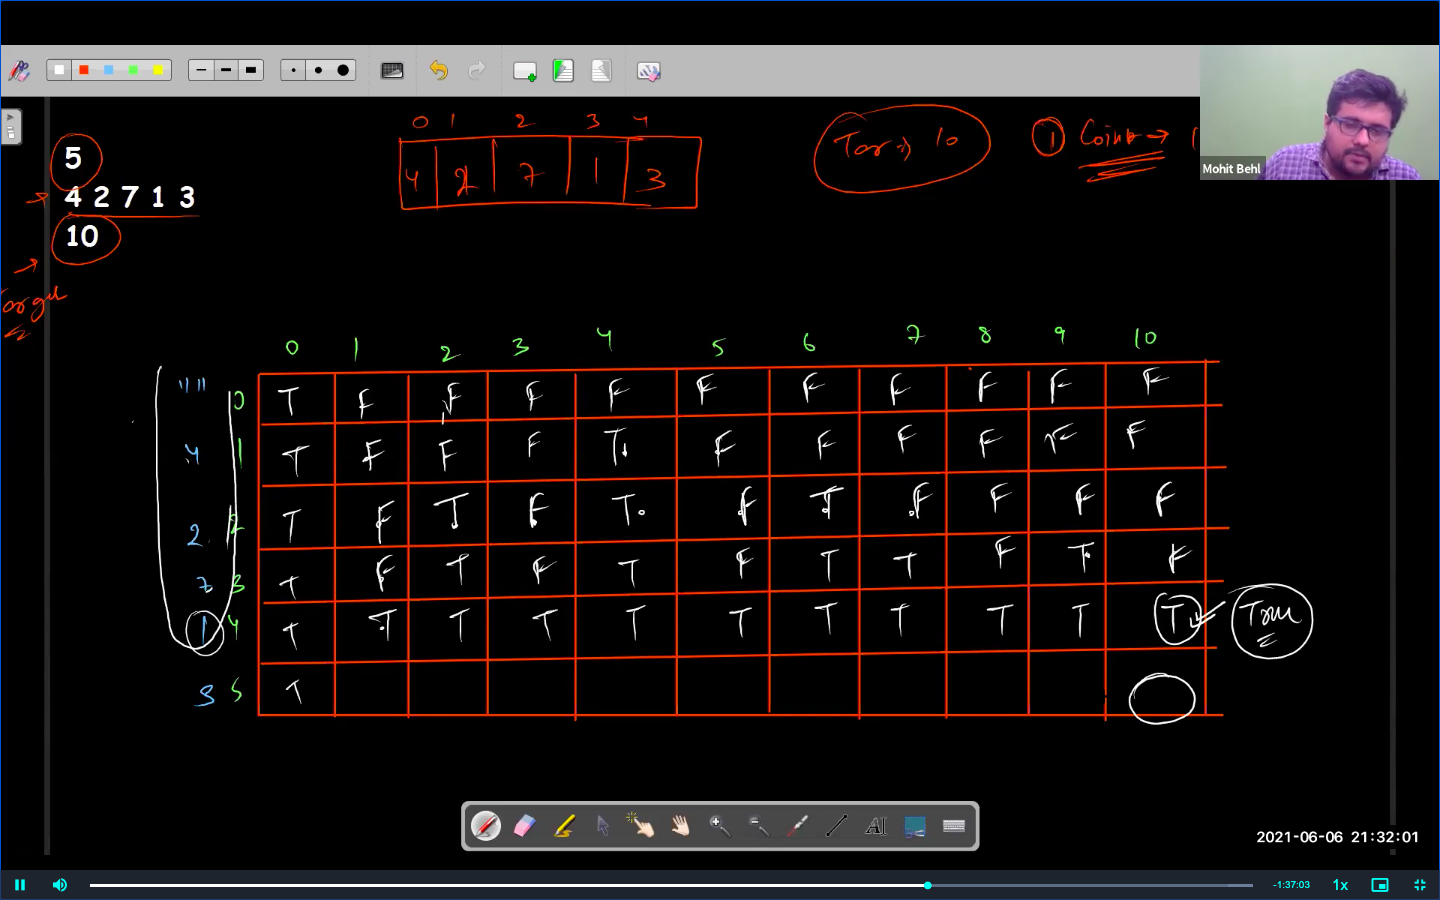 0 1 2 3 4
Tar → 10
① Coin →
5
4 2 7 1 3
4 2 7 1 3
10
Mohit Behl
0 1 2 3 4 5 6 7 8 9 10
"" 0 T F F F F F F F F F F
4 1 T F F F T F F F F F F
2 2 T F T F T F T F F F F
7 3 T F T F T F T T F T F
1 4 T T T T T T T T T T T True
3 5 T
AI
2021-06-06 21:32:01
-1:37:03 1x